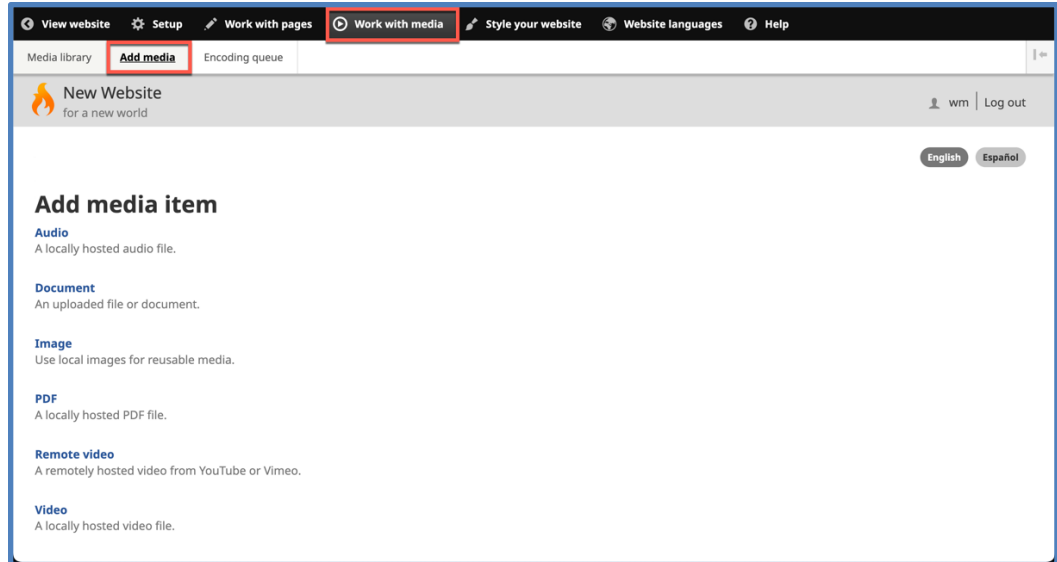 View website Setup Work with pages Work with media Style your website Website languages Help
Media library Add media Encoding queue
New Website
for a new world
wm Log out
English Español
Add media item
Audio
A locally hosted audio file.
Document
An uploaded file or document.
Image
Use local images for reusable media.
PDF
A locally hosted PDF file.
Remote video
A remotely hosted video from YouTube or Vimeo.
Video
A locally hosted video file.